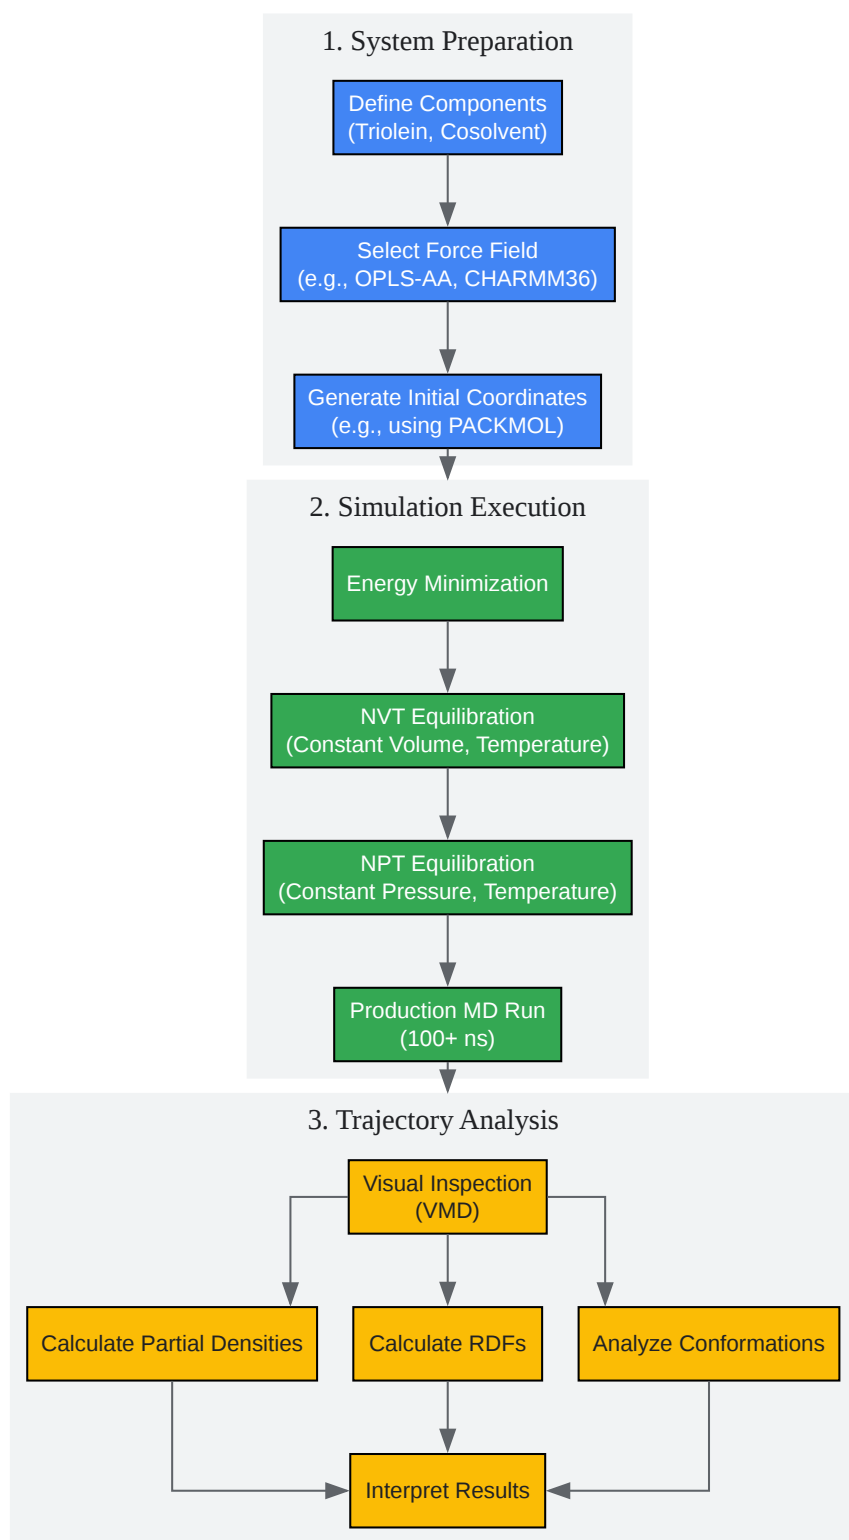 1. System Preparation
Define Components
(Triolein, Cosolvent)
Select Force Field
(e.g., OPLS-AA, CHARMM36)
Generate Initial Coordinates
(e.g., using PACKMOL)
2. Simulation Execution
Energy Minimization
NVT Equilibration
(Constant Volume, Temperature)
NPT Equilibration
(Constant Pressure, Temperature)
Production MD Run
(100+ ns)
3. Trajectory Analysis
Visual Inspection
(VMD)
Calculate Partial Densities
Calculate RDFs
Analyze Conformations
Interpret Results